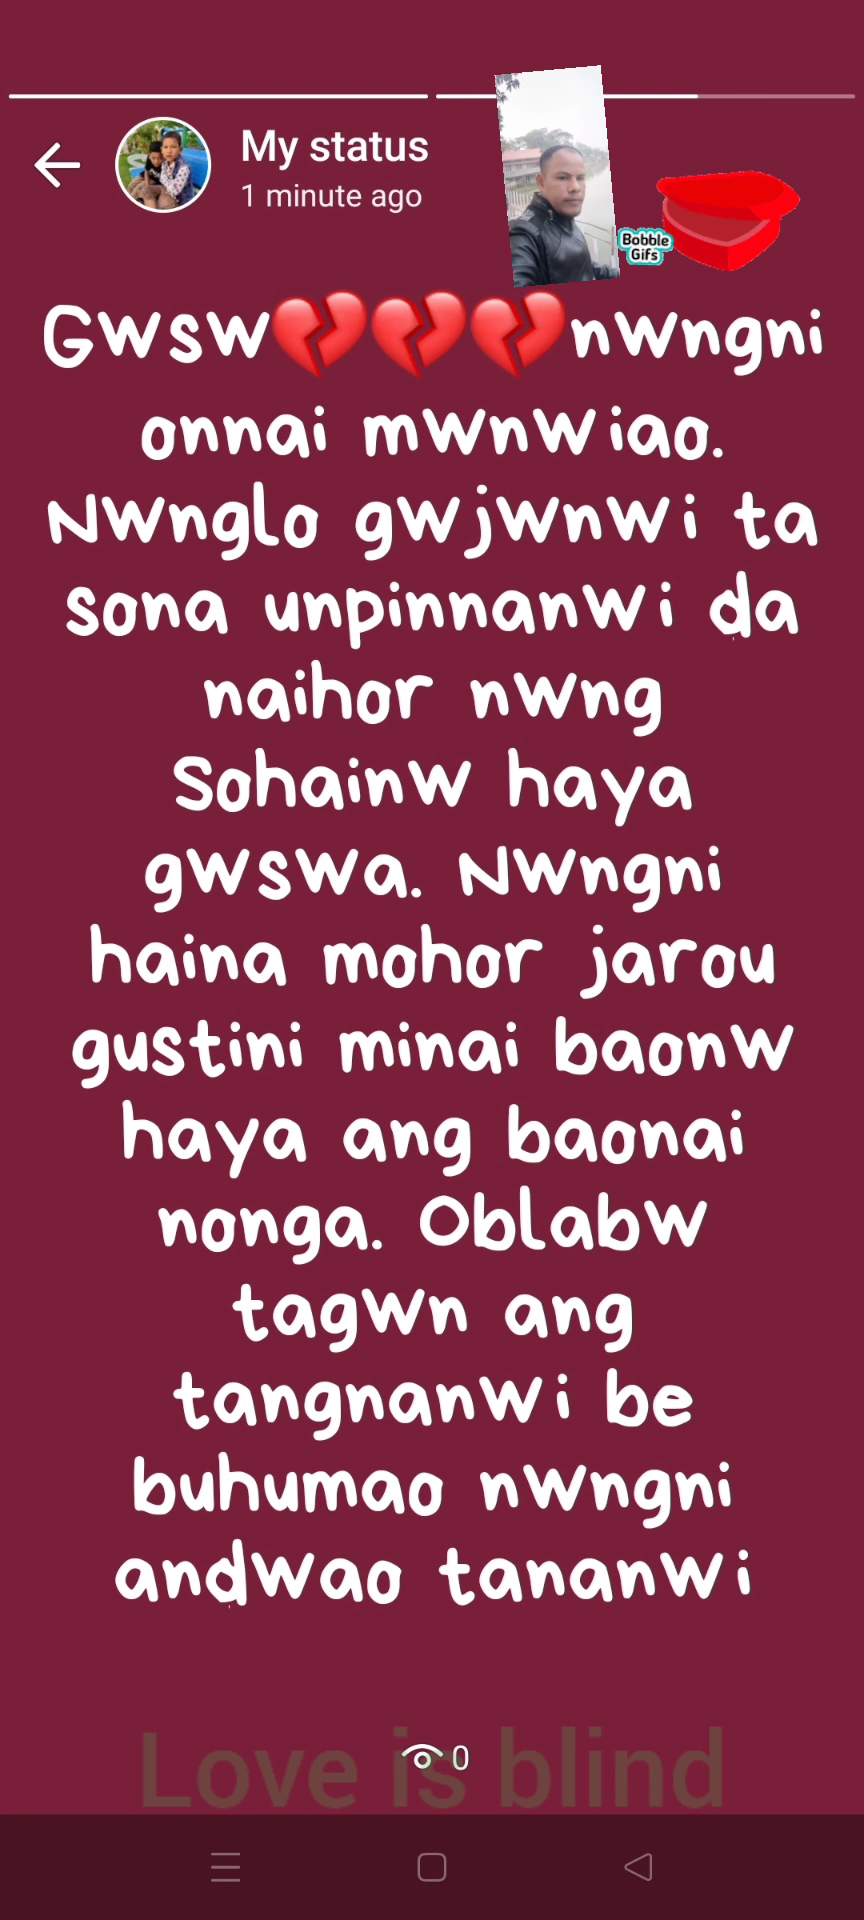 My status
1 minute ago
Bobble
Gifs
Gwsw💔💔💔nwngni
onnai mwnwiao.
Nwnglo gwjwnwi ta
sona unpinnanwi da
naihor nwng
Sohainw haya
gwswa. Nwngni
haina mohor jarou
gustini minai baonw
haya ang baonai
nonga. Oblabw
tagwn ang
tangnanwi be
buhumao nwngni
andwao tananwi
0
Love is blind